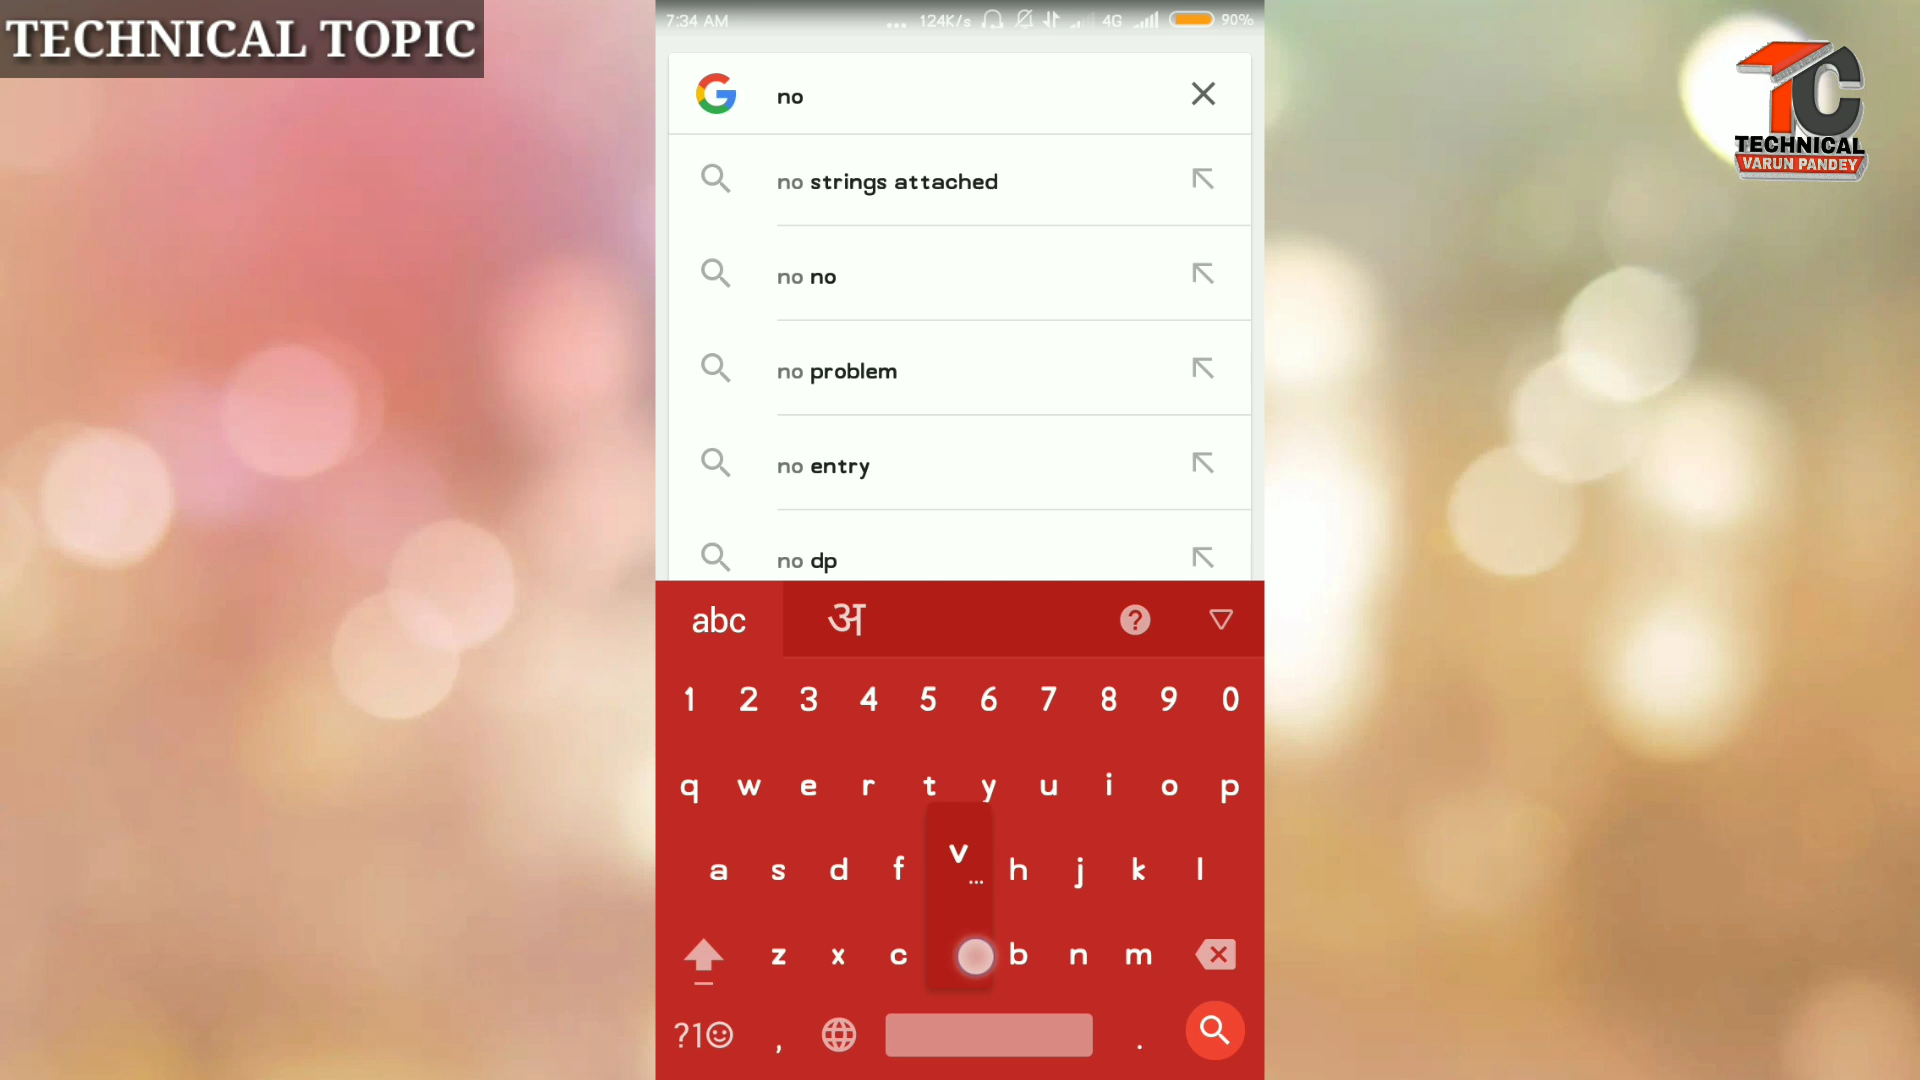 TECHNICAL TOPIC
7:34 AM ... 124K/s 4G 90%
TC
TECHNICAL
VARUN PANDEY
no
no strings attached
no no
no problem
no entry
no dp
abc अ ?
1 2 3 4 5 6 7 8 9 0
q w e r t y u i o p
a s d f v ... h j k l
z x c b n m
?1 , .